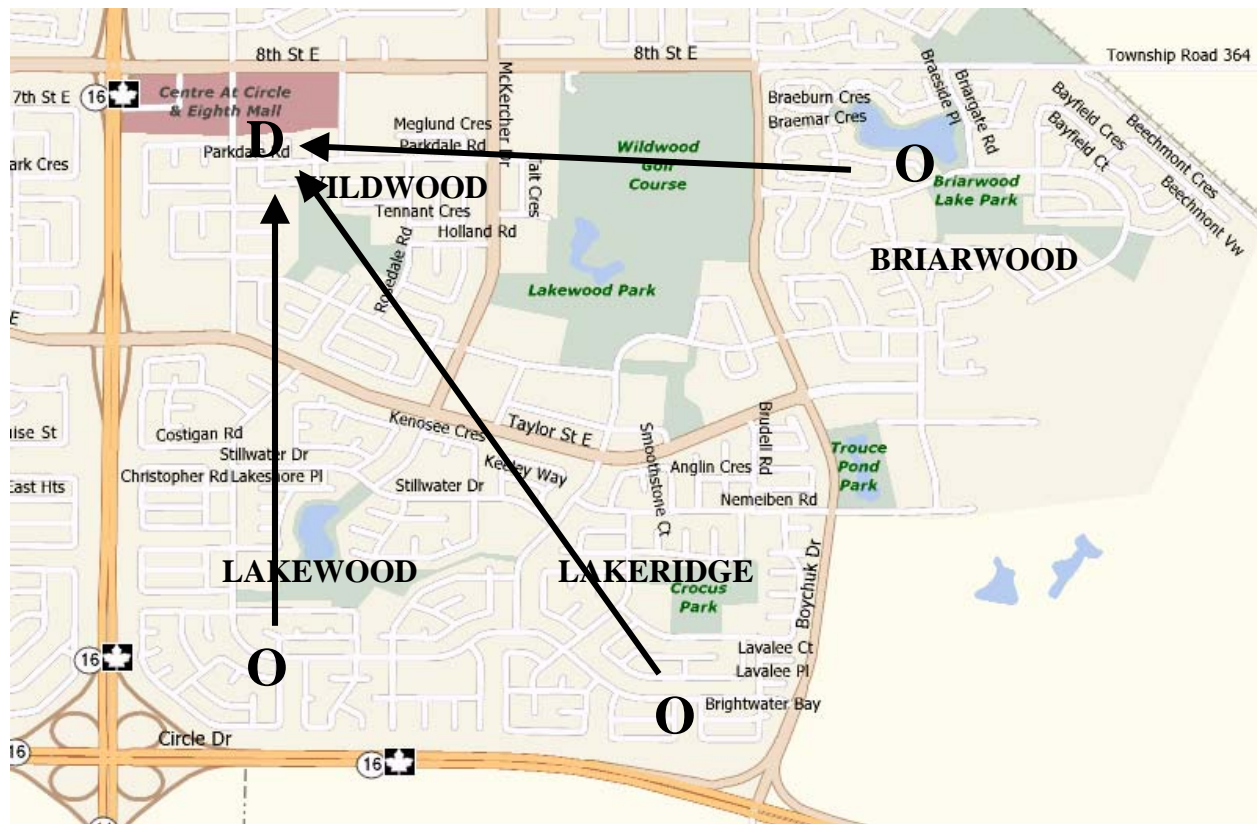 8th St E
8th St E
Township Road 364
16
7th St E
Centre At Circle
& Eighth Mall
McKercher Dr
Braeside Pl
Briargate Rd
Braeburn Cres
Braemar Cres
Bayfield Cres
Bayfield Ct
Beechmont Cres
Beechmont Vw
Meglund Cres
Parkdale Rd
D
Parkdale Rd
ark Cres
Tait Cres
Wildwood
Golf
Course
O
Briarwood
Lake Park
WILDWOOD
Tennant Cres
Holland Rd
Rosedale Rd
BRIARWOOD
Lakewood Park
E
Kenosee Cres
Taylor St E
uise St
Costigan Rd
Stillwater Dr
Christopher Rd
Lakeshore Pl
Keeley Way
Stillwater Dr
Smoothstone Ct
Anglin Cres
Brudell Rd
Nemeiben Rd
Trouce
Pond
Park
East Hts
LAKEWOOD
LAKERIDGE
Crocus
Park
Boychuk Dr
O
16
Lavalee Ct
Lavalee Pl
O
Brightwater Bay
Circle Dr
16
16